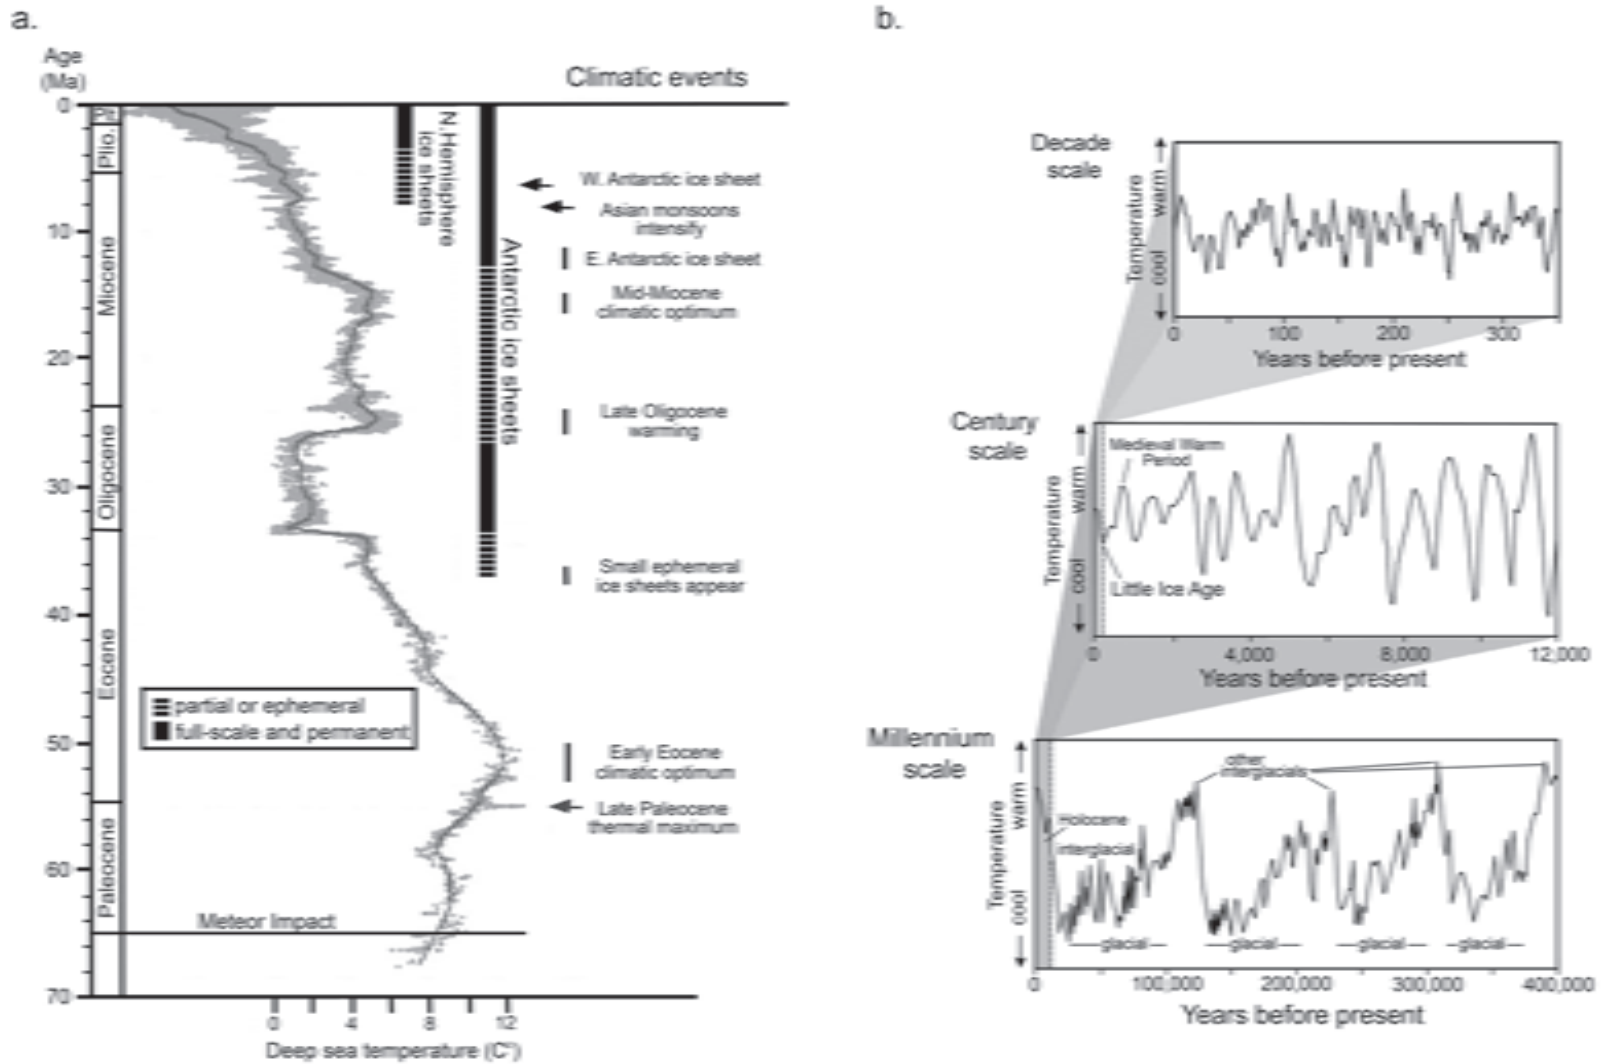 a.
Age
(Ma)
Climatic events
0
10
20
30
40
50
60
70
Plio.
Miocene
Oligocene
Eocene
Paleocene
N.Hemisphere
ice sheets
Antarctic ice sheets
W. Antarctic ice sheet
Asian monsoons
intensify
E. Antarctic ice sheet
Mid-Miocene
climatic optimum
Late Oligocene
warming
Small ephemeral
ice sheets appear
Early Eocene
climatic optimum
Late Paleocene
thermal maximum
partial or ephemeral
full-scale and permanent
Meteor Impact
0 4 8 12
Deep sea temperature (C°)
b.
Decade
scale
Temperature
cool warm
0 100 200 300
Years before present
Century
scale
Temperature
cool warm
Medieval Warm
Period
Little Ice Age
0 4,000 8,000 12,000
Years before present
Millennium
scale
Temperature
cool warm
other
interglacials
Holocene
interglacial
glacial glacial glacial glacial
0 100,000 200,000 300,000 400,000
Years before present